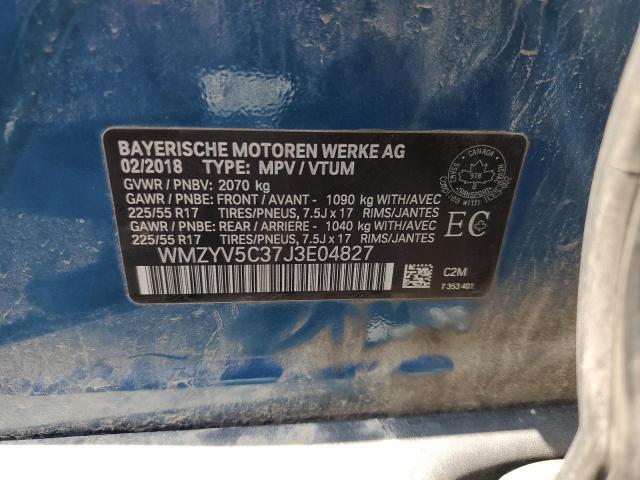 BAYERISCHE MOTOREN WERKE AG
02/2018 TYPE: MPV / VTUM
GVWR / PNBV: 2070 kg
GAWR / PNBE: FRONT / AVANT - 1090 kg WITH/AVEC
225/55 R17 TIRES/PNEUS, 7.5J x 17 RIMS/JANTES
GAWR / PNBE: REAR / ARRIERE - 1040 kg WITH/AVEC
225/55 R17 TIRES/PNEUS, 7.5J x 17 RIMS/JANTES
WMZYV5C37J3E04827
CANADA
978
EC
C2M
7 353 401